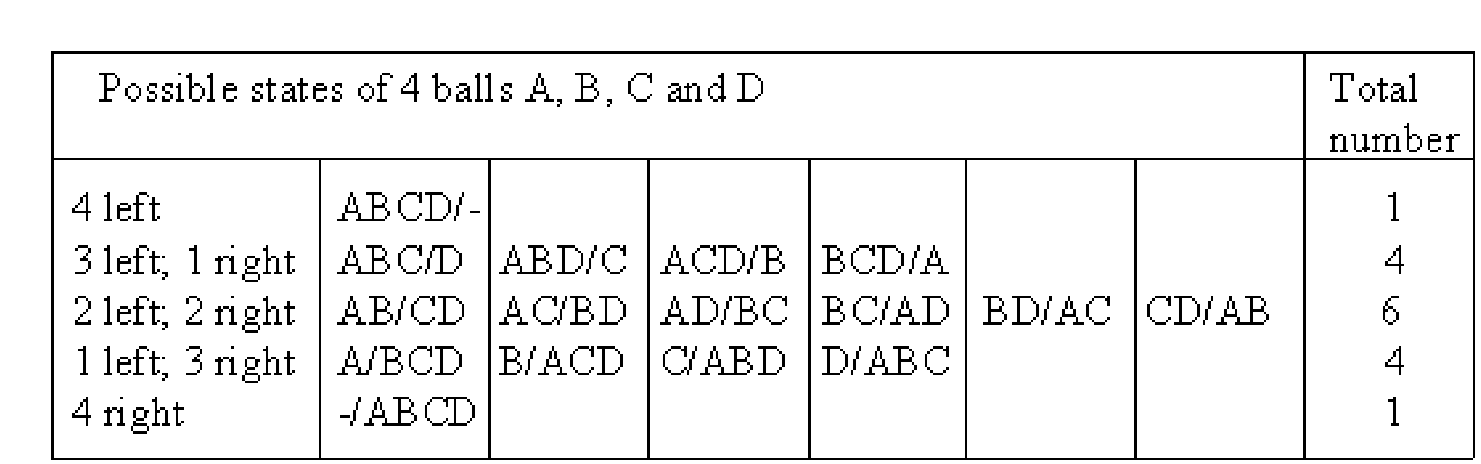 Possible states of 4 balls A, B, C and D Total
number
4 left ABCD/- 1
3 left; 1 right ABC/D ABD/C ACD/B BCD/A 4
2 left; 2 right AB/CD AC/BD AD/BC BC/AD BD/AC CD/AB 6
1 left; 3 right A/BCD B/ACD C/ABD D/ABC 4
4 right -/ABCD 1